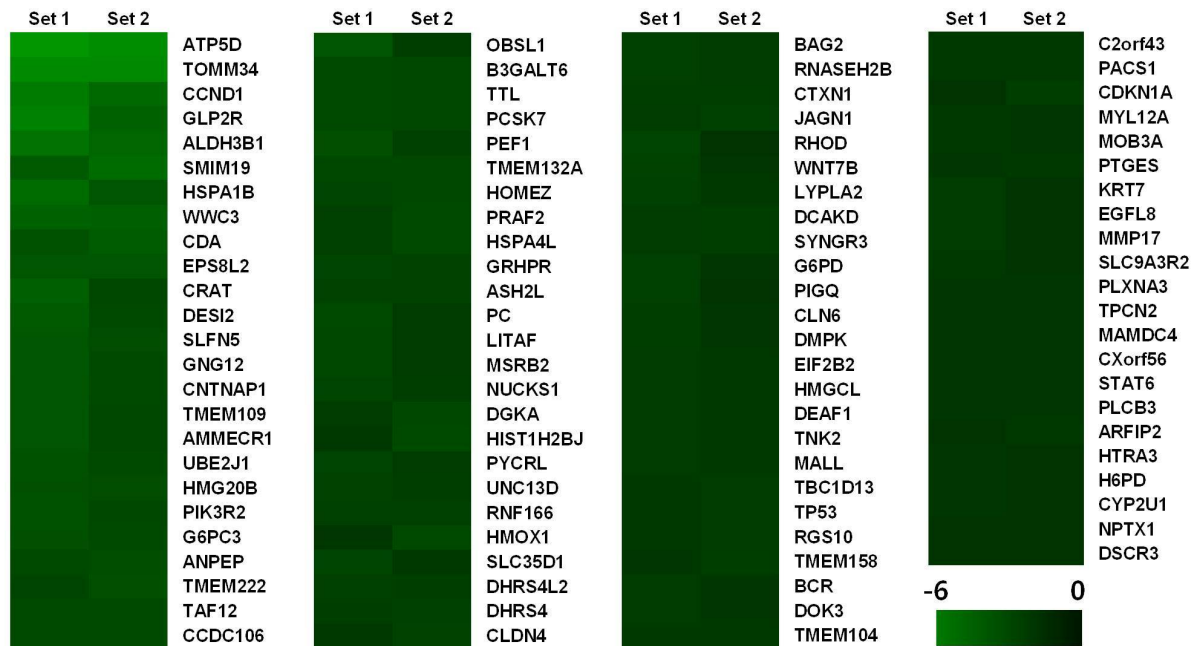 Set 1 Set 2
ATP5D
TOMM34
CCND1
GLP2R
ALDH3B1
SMIM19
HSPA1B
WWC3
CDA
EPS8L2
CRAT
DESI2
SLFN5
GNG12
CNTNAP1
TMEM109
AMMECR1
UBE2J1
HMG20B
PIK3R2
G6PC3
ANPEP
TMEM222
TAF12
CCDC106
Set 1 Set 2
OBSL1
B3GALT6
TTL
PCSK7
PEF1
TMEM132A
HOMEZ
PRAF2
HSPA4L
GRHPR
ASH2L
PC
LITAF
MSRB2
NUCKS1
DGKA
HIST1H2BJ
PYCRL
UNC13D
RNF166
HMOX1
SLC35D1
DHRS4L2
DHRS4
CLDN4
Set 1 Set 2
BAG2
RNASEH2B
CTXN1
JAGN1
RHOD
WNT7B
LYPLA2
DCAKD
SYNGR3
G6PD
PIGQ
CLN6
DMPK
EIF2B2
HMGCL
DEAF1
TNK2
MALL
TBC1D13
TP53
RGS10
TMEM158
BCR
DOK3
TMEM104
Set 1 Set 2
C2orf43
PACS1
CDKN1A
MYL12A
MOB3A
PTGES
KRT7
EGFL8
MMP17
SLC9A3R2
PLXNA3
TPCN2
MAMDC4
CXorf56
STAT6
PLCB3
ARFIP2
HTRA3
H6PD
CYP2U1
NPTX1
DSCR3
-6 0